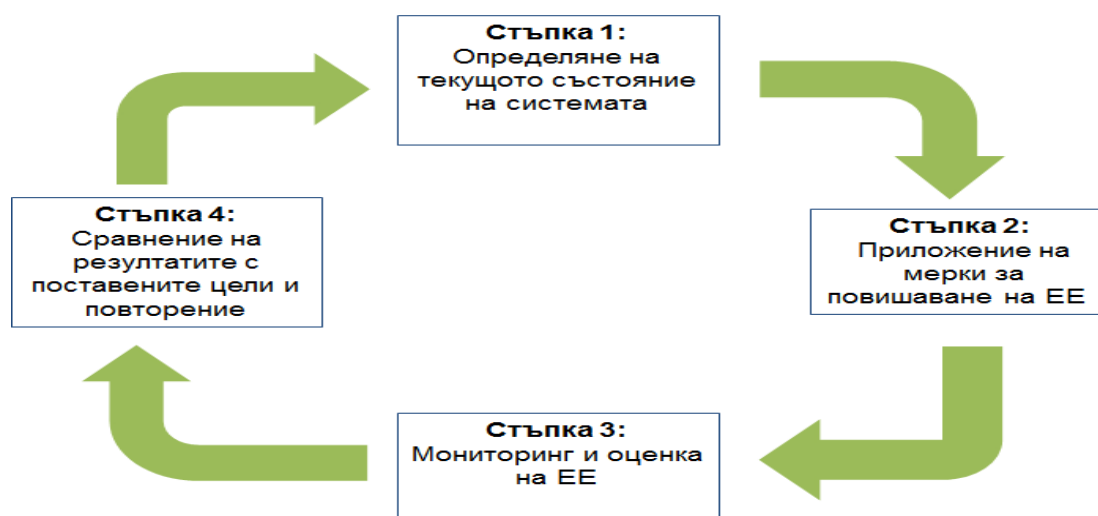 Стъпка 1:
Определяне на
текущото състояние
на системата
Стъпка 2:
Приложение на
мерки за
повишаване на ЕЕ
Стъпка 3:
Мониторинг и оценка
на ЕЕ
Стъпка 4:
Сравнение на
резултатите с
поставените цели и
повторение